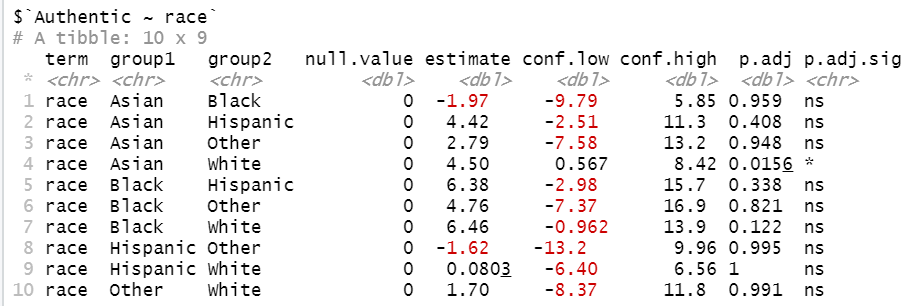 $`Authentic ~ race`
# A tibble: 10 x 9
term group1 group2 null.value estimate conf.low conf.high p.adj p.adj.sig
* <chr> <chr> <chr> <dbl> <dbl> <dbl> <dbl> <dbl> <chr>
1 race Asian Black 0 -1.97 -9.79 5.85 0.959 ns
2 race Asian Hispanic 0 4.42 -2.51 11.3 0.408 ns
3 race Asian Other 0 2.79 -7.58 13.2 0.948 ns
4 race Asian White 0 4.50 0.567 8.42 0.0156 *
5 race Black Hispanic 0 6.38 -2.98 15.7 0.338 ns
6 race Black Other 0 4.76 -7.37 16.9 0.821 ns
7 race Black White 0 6.46 -0.962 13.9 0.122 ns
8 race Hispanic Other 0 -1.62 -13.2 9.96 0.995 ns
9 race Hispanic White 0 0.0803 -6.40 6.56 1 ns
10 race Other White 0 1.70 -8.37 11.8 0.991 ns